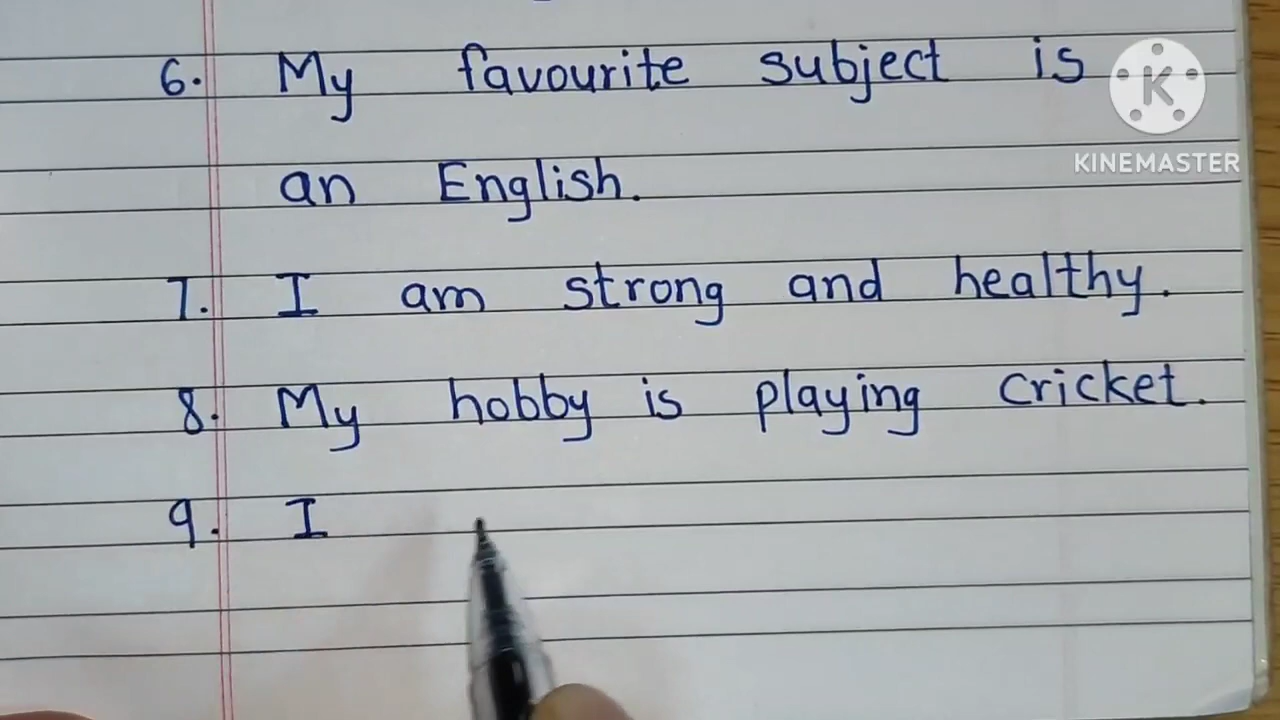 6. My favourite subject is
an English.
7. I am strong and healthy.
8. My hobby is playing cricket.
9. I
K
KINEMASTER